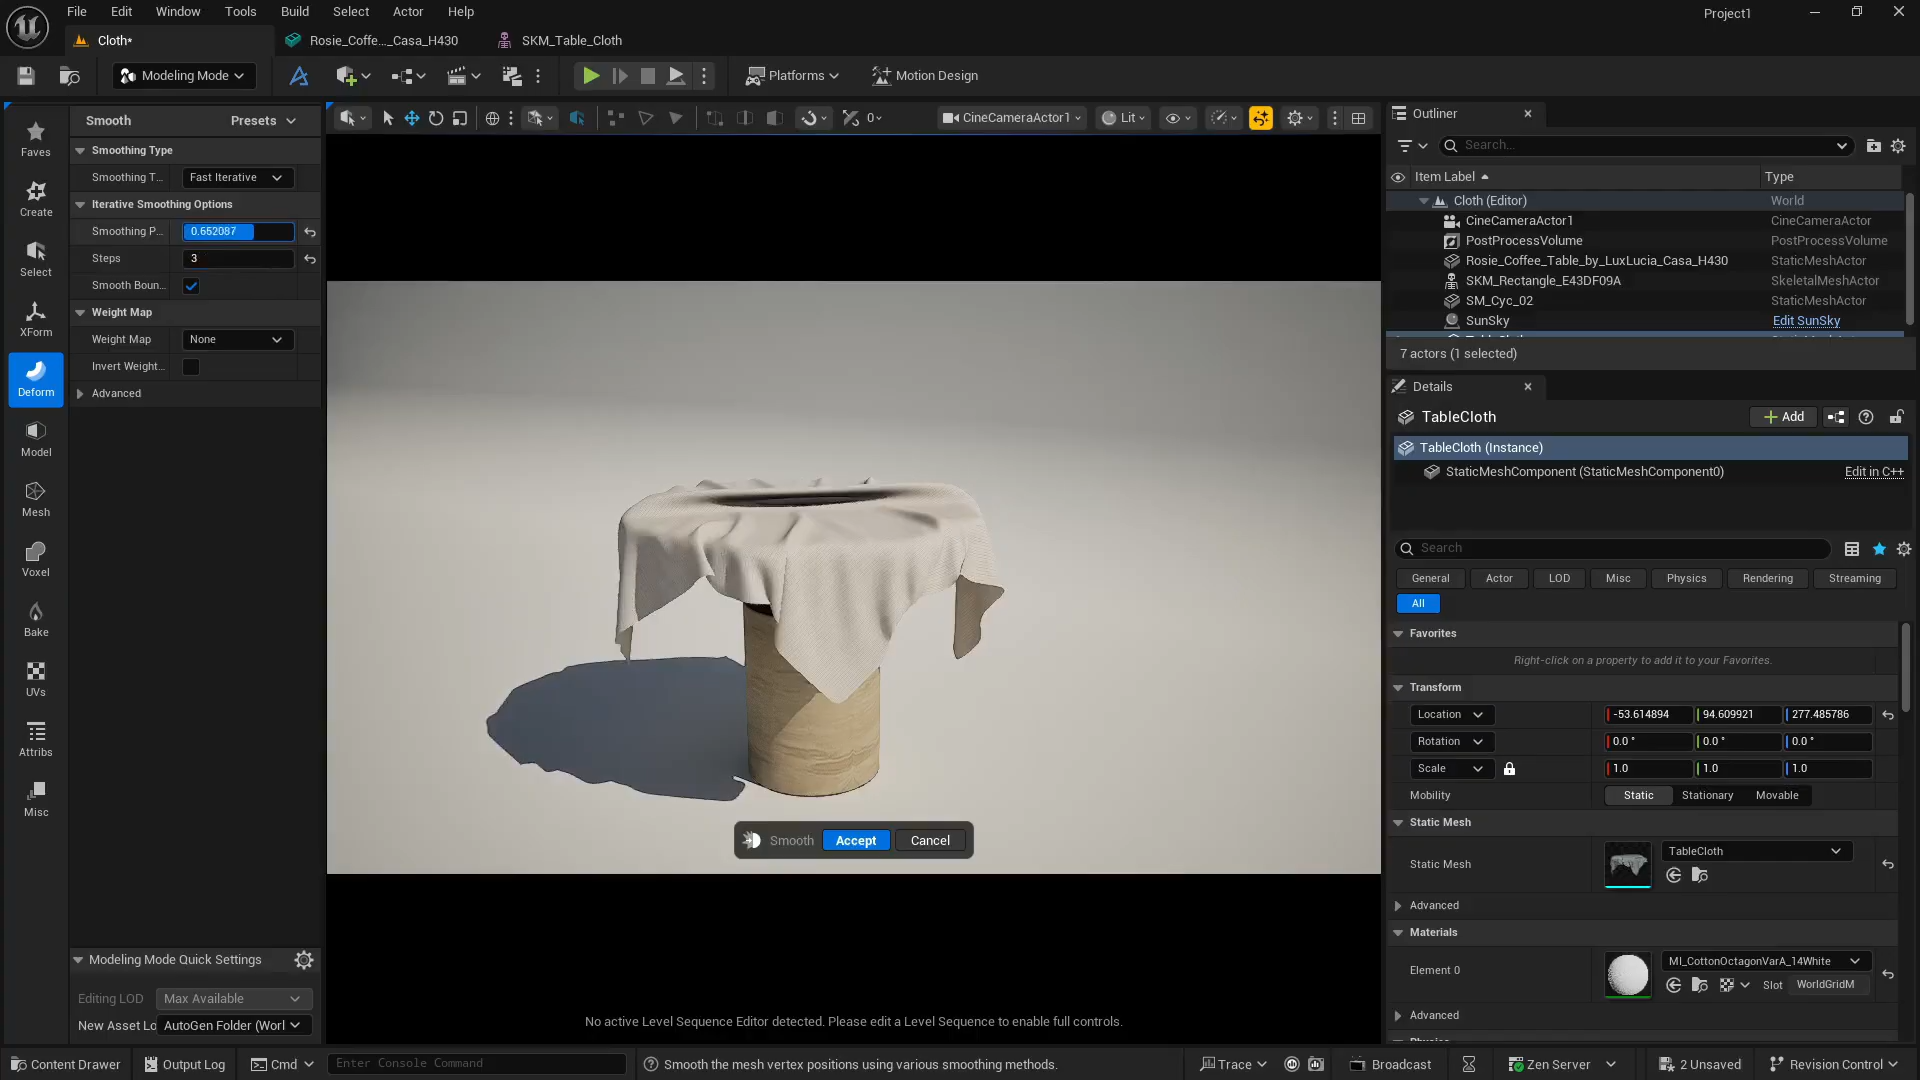 File Edit Window Tools Build Select Actor Help
Project1
Cloth*
Rosie_Coffe..._Casa_H430
SKM_Table_Cloth
Modeling Mode
Platforms
Motion Design
Faves
Create
Select
XForm
Deform
Model
Mesh
Voxel
Bake
UVs
Attribs
Misc
Smooth
Presets
Smoothing Type
Smoothing T... Fast Iterative
Iterative Smoothing Options
Smoothing P... 0.652087
Steps 3
Smooth Boun...
Weight Map
Weight Map None
Invert Weight...
Advanced
Modeling Mode Quick Settings
Editing LOD Max Available
New Asset Lo AutoGen Folder (Worl
0
CineCameraActor1
Lit
Smooth Accept Cancel
No active Level Sequence Editor detected. Please edit a Level Sequence to enable full controls.
Outliner
Search...
Item Label Type
Cloth (Editor) World
CineCameraActor1 CineCameraActor
PostProcessVolume PostProcessVolume
Rosie_Coffee_Table_by_LuxLucia_Casa_H430 StaticMeshActor
SKM_Rectangle_E43DF09A SkeletalMeshActor
SM_Cyc_02 StaticMeshActor
SunSky Edit SunSky
7 actors (1 selected)
Details
TableCloth
Add
TableCloth (Instance)
StaticMeshComponent (StaticMeshComponent0) Edit in C++
Search
General Actor LOD Misc Physics Rendering Streaming
All
Favorites
Right-click on a property to add it to your Favorites.
Transform
Location -53.614894 94.609921 277.485786
Rotation 0.0 ° 0.0 ° 0.0 °
Scale 1.0 1.0 1.0
Mobility Static Stationary Movable
Static Mesh
Static Mesh TableCloth
Advanced
Materials
Element 0 MI_CottonOctagonVarA_14White
Slot WorldGridM
Advanced
Content Drawer
Output Log
Cmd
Enter Console Command
Smooth the mesh vertex positions using various smoothing methods.
Trace
Broadcast
Zen Server
2 Unsaved
Revision Control